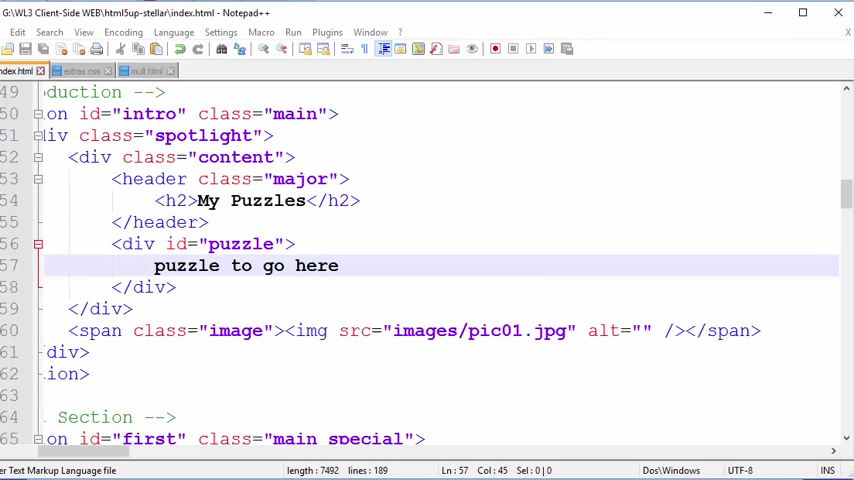 G:\WL3 Client-Side WEB\html5up-stellar\index.html - Notepad++
Edit Search View Encoding Language Settings Macro Run Plugins Window ? X
ndex.html extras.css mult.html
49 oduction -->
50 on id="intro" class="main">
51 iv class="spotlight">
52 <div class="content">
53 <header class="major">
54 <h2>My Puzzles</h2>
55 </header>
56 <div id="puzzle">
57 puzzle to go here
58 </div>
59 </div>
60 <span class="image"><img src="images/pic01.jpg" alt="" /></span>
61 div>
62 ion>
63
64 Section -->
65 on id="first" class="main special">
er Text Markup Language file length : 7492 lines : 189 Ln : 57 Col : 45 Sel : 0 | 0 Dos\Windows UTF-8 INS